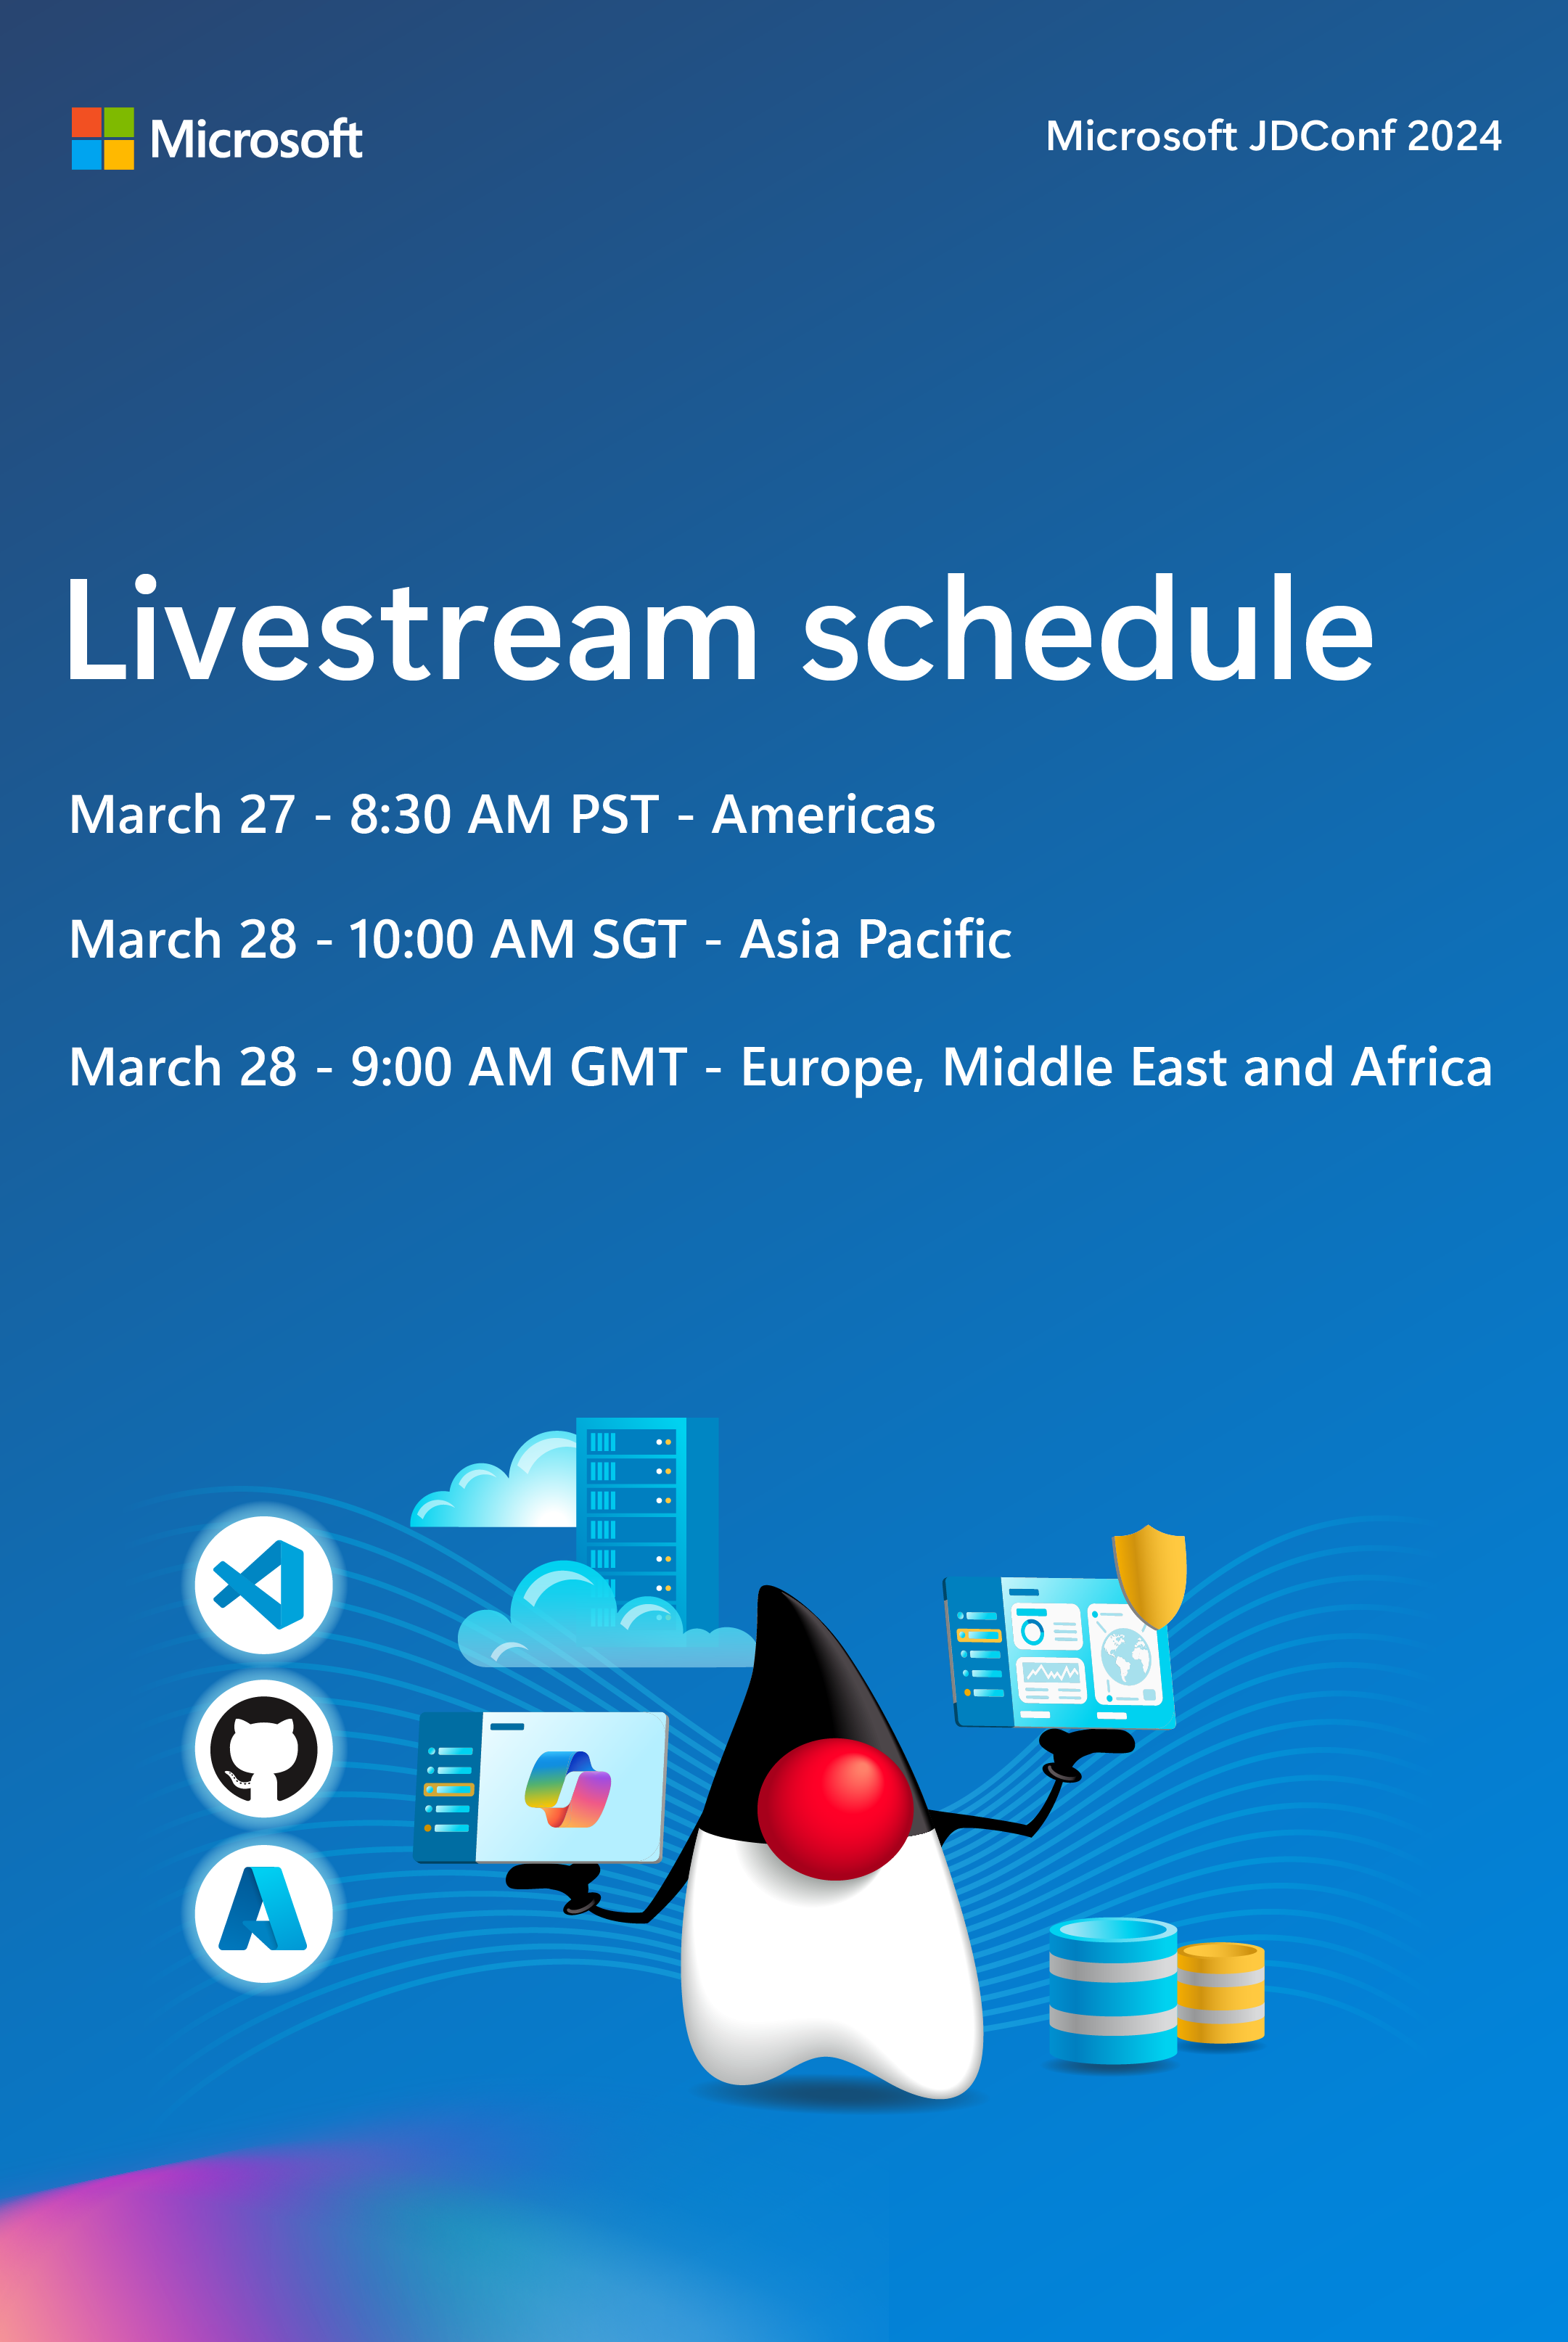 Microsoft
Microsoft JDConf 2024
Livestream schedule
March 27 - 8:30 AM PST - Americas
March 28 - 10:00 AM SGT - Asia Pacific
March 28 - 9:00 AM GMT - Europe, Middle East and Africa